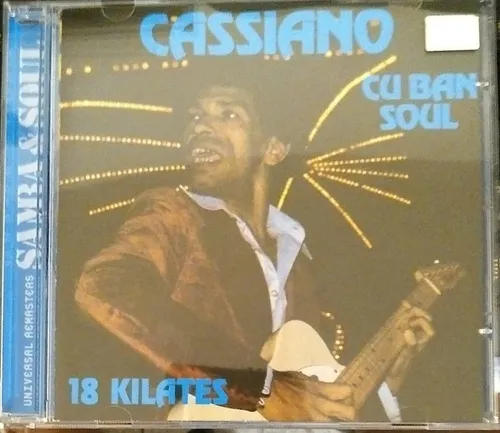 CASSIANO
CU BAN
SOUL
18 KILATES
UNIVERSAL REMASTERS
SAMBA & SOUL